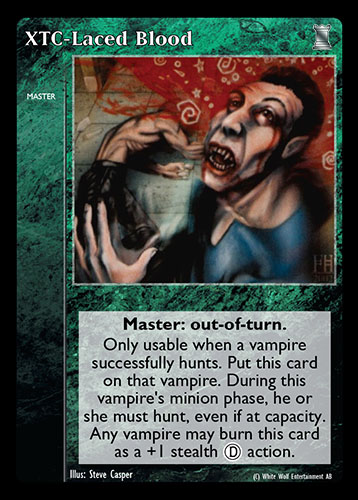 XTC-Laced Blood
MASTER
Master: out-of-turn.
Only usable when a vampire
successfully hunts. Put this card
on that vampire. During this
vampire's minion phase, he or
she must hunt, even if at capacity.
Any vampire may burn this card
as a +1 stealth Ⓓ action.
Illus: Steve Casper
(C) White Wolf Entertainment AB